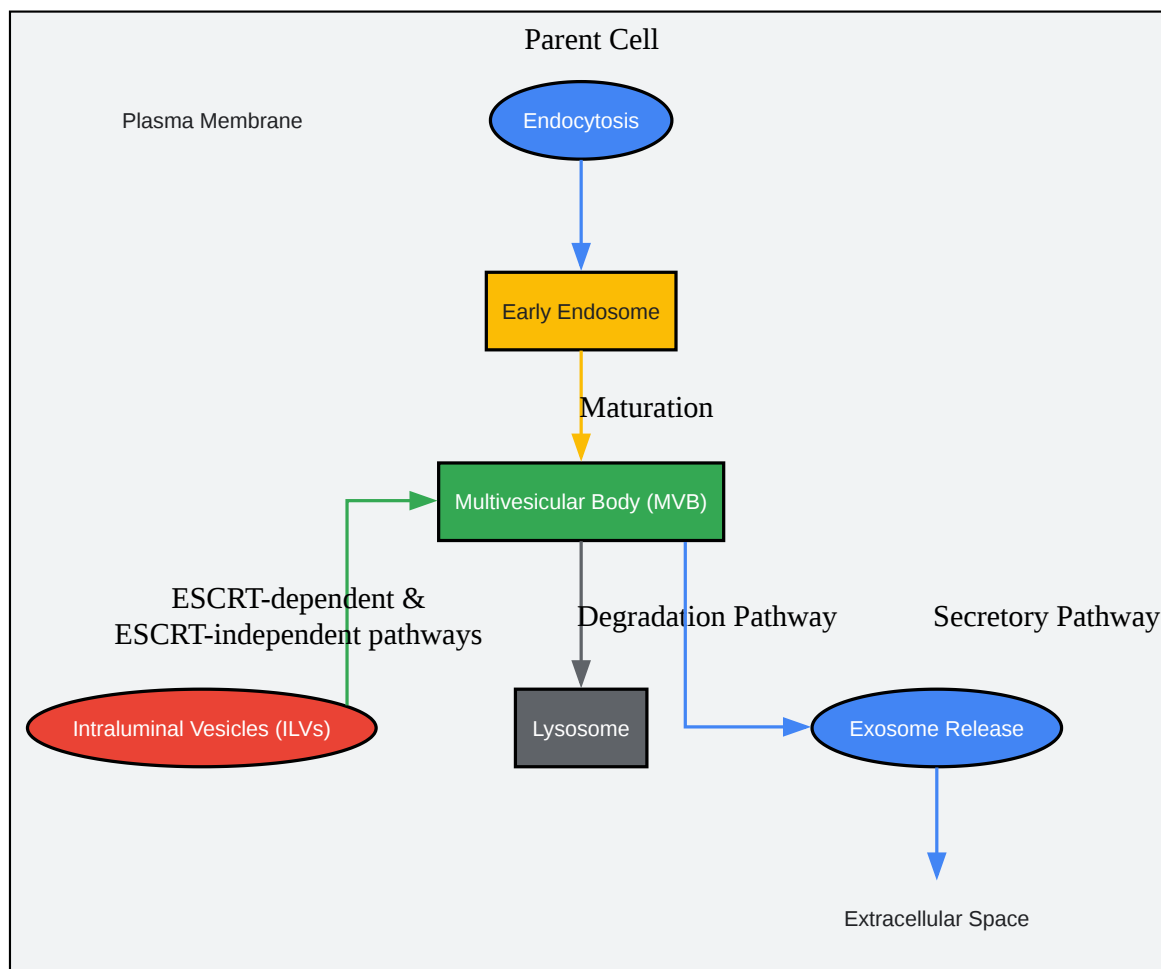 Parent Cell
Plasma Membrane
Endocytosis
Early Endosome
Maturation
Multivesicular Body (MVB)
ESCRT-dependent &
ESCRT-independent pathways
Degradation Pathway
Secretory Pathway
Intraluminal Vesicles (ILVs)
Lysosome
Exosome Release
Extracellular Space